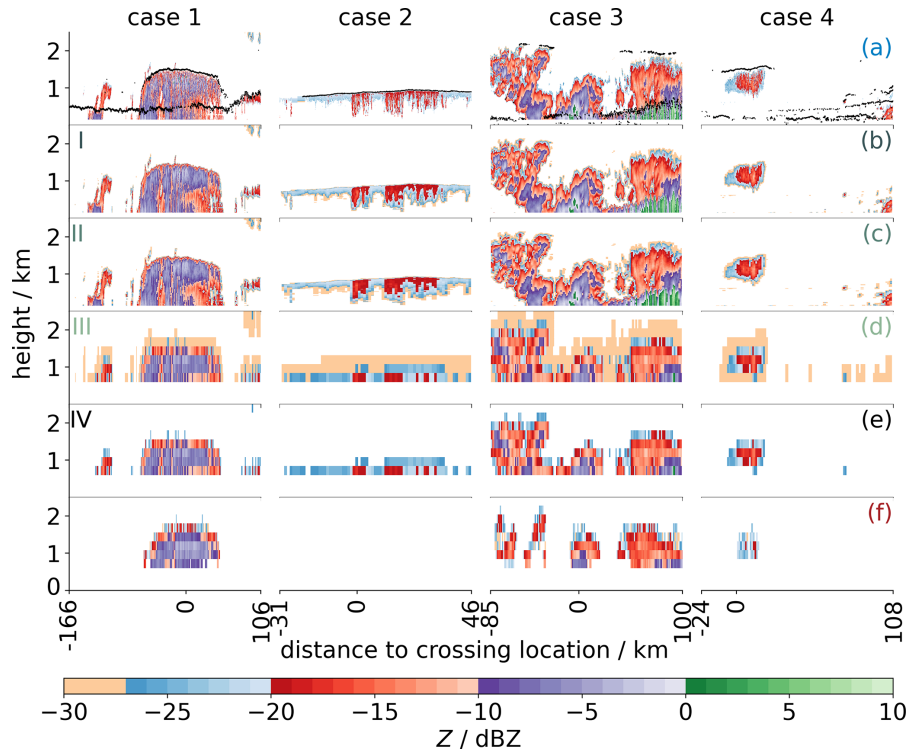 case 1 case 2 case 3 case 4
2 1 (a)
I 2 1 (b)
II 2 1 (c)
III 2 1 (d)
IV 2 1 (e)
2 1 0 (f)
height / km
-166 0 106 -31 0 46 -85 0 100 -24 0 108
distance to crossing location / km
−30 −25 −20 −15 −10 −5 0 5 10
Z / dBZ